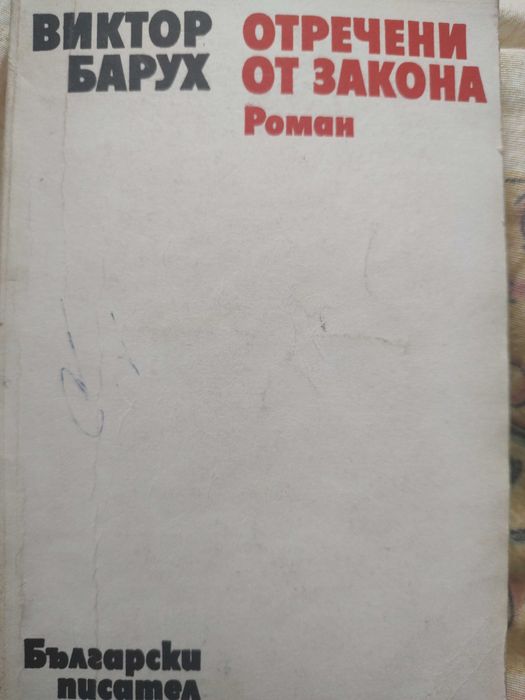 ВИКТОР
БАРУХ
ОТРЕЧЕНИ
ОТ ЗАКОНА
Роман
Български
писател